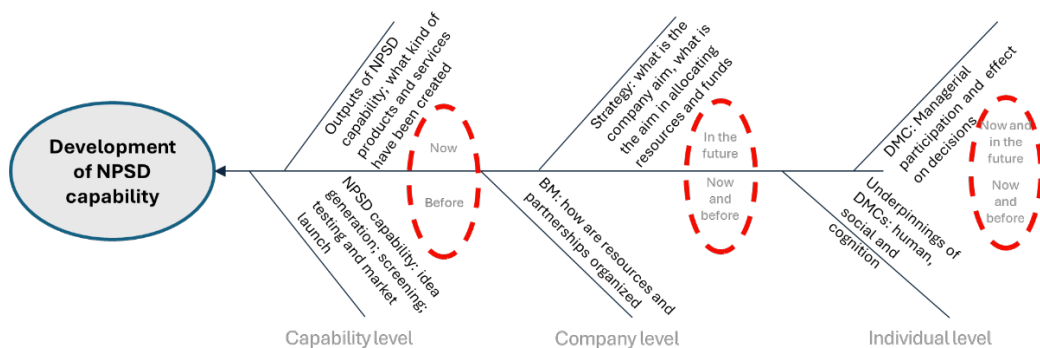 Development
of NPSD
capability
Outputs of NPSD
capability; what kind of
products and services
have been created
Now
Before
NPSD capability: idea
generation; screening;
testing and market
launch
Capability level
Strategy: what is the
company aim, what is
the aim in allocating
resources and funds
In the
future
Now
and
before
BM: how are resources and
partnerships organized
Company level
DMC: Managerial
participation and effect
on decisions
Now and
in the
future
Now
and
before
Underpinnings of
DMCs: human,
social and
cognition
Individual level